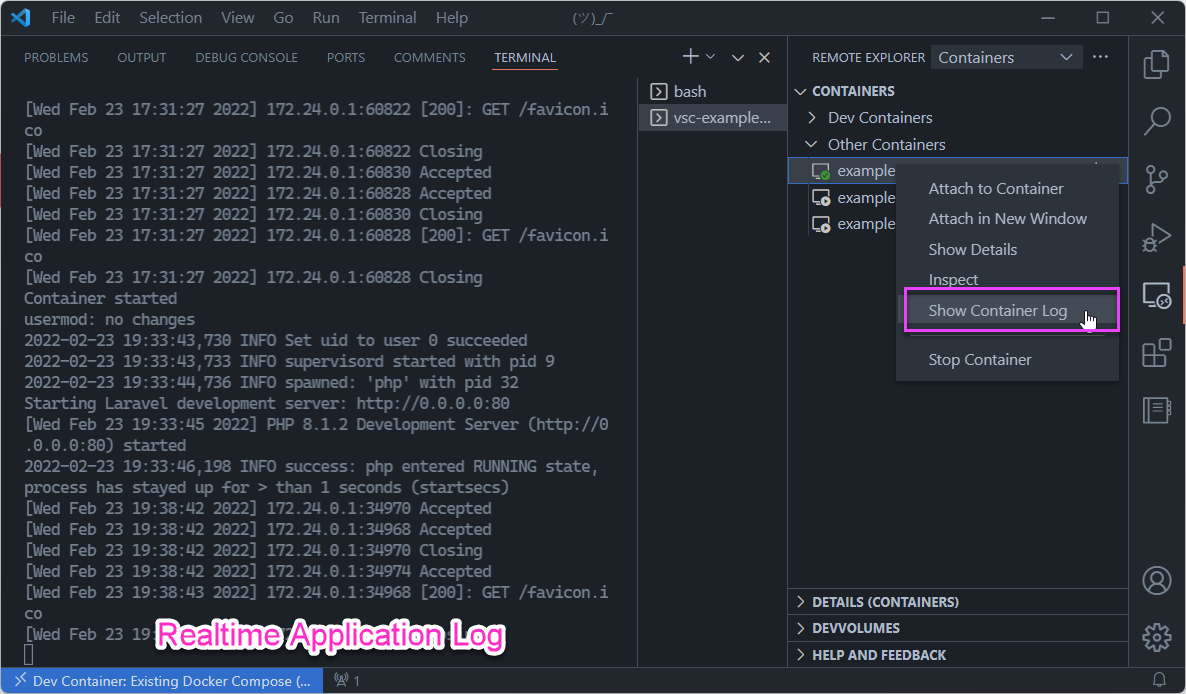 File Edit Selection View Go Run Terminal Help (ツ)_/¯
PROBLEMS OUTPUT DEBUG CONSOLE PORTS COMMENTS TERMINAL
[Wed Feb 23 17:31:27 2022] 172.24.0.1:60822 [200]: GET /favicon.i
co
[Wed Feb 23 17:31:27 2022] 172.24.0.1:60822 Closing
[Wed Feb 23 17:31:27 2022] 172.24.0.1:60830 Accepted
[Wed Feb 23 17:31:27 2022] 172.24.0.1:60828 Accepted
[Wed Feb 23 17:31:27 2022] 172.24.0.1:60830 Closing
[Wed Feb 23 17:31:27 2022] 172.24.0.1:60828 [200]: GET /favicon.i
co
[Wed Feb 23 17:31:27 2022] 172.24.0.1:60828 Closing
Container started
usermod: no changes
2022-02-23 19:33:43,730 INFO Set uid to user 0 succeeded
2022-02-23 19:33:43,733 INFO supervisord started with pid 9
2022-02-23 19:33:44,736 INFO spawned: 'php' with pid 32
Starting Laravel development server: http://0.0.0.0:80
[Wed Feb 23 19:33:45 2022] PHP 8.1.2 Development Server (http://0
.0.0.0:80) started
2022-02-23 19:33:46,198 INFO success: php entered RUNNING state,
process has stayed up for > than 1 seconds (startsecs)
[Wed Feb 23 19:38:42 2022] 172.24.0.1:34970 Accepted
[Wed Feb 23 19:38:42 2022] 172.24.0.1:34968 Accepted
[Wed Feb 23 19:38:42 2022] 172.24.0.1:34970 Closing
[Wed Feb 23 19:38:42 2022] 172.24.0.1:34974 Accepted
[Wed Feb 23 19:38:43 2022] 172.24.0.1:34968 [200]: GET /favicon.i
co
[Wed Feb 23 19:
Realtime Application Log
bash
vsc-example...
REMOTE EXPLORER Containers
CONTAINERS
Dev Containers
Other Containers
example
example
example
Attach to Container
Attach in New Window
Show Details
Inspect
Show Container Log
Stop Container
DETAILS (CONTAINERS)
DEVVOLUMES
HELP AND FEEDBACK
Dev Container: Existing Docker Compose (... 1